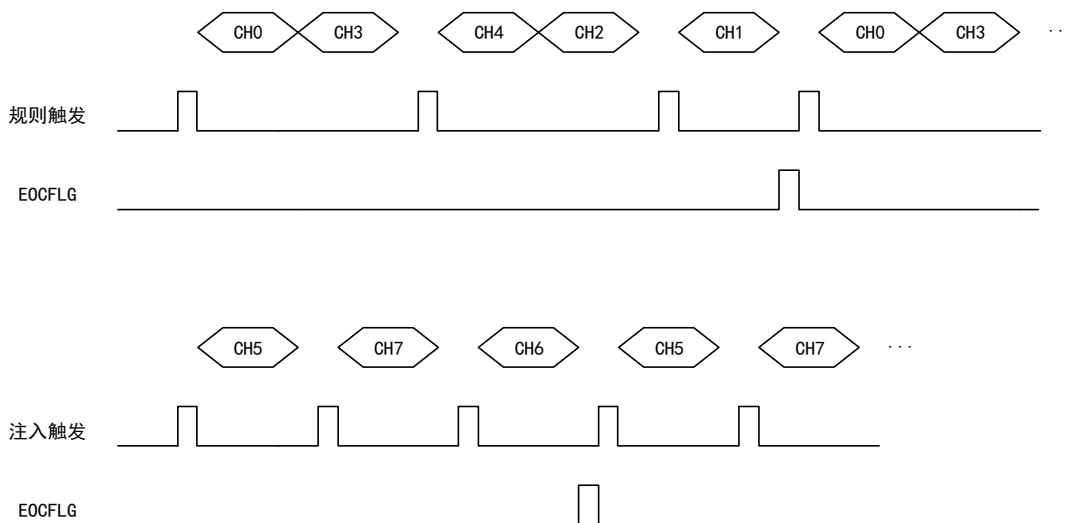 CH0 CH3 CH4 CH2 CH1 CH0 CH3 ··
规则触发
EOCFLG
CH5 CH7 CH6 CH5 CH7 ···
注入触发
EOCFLG